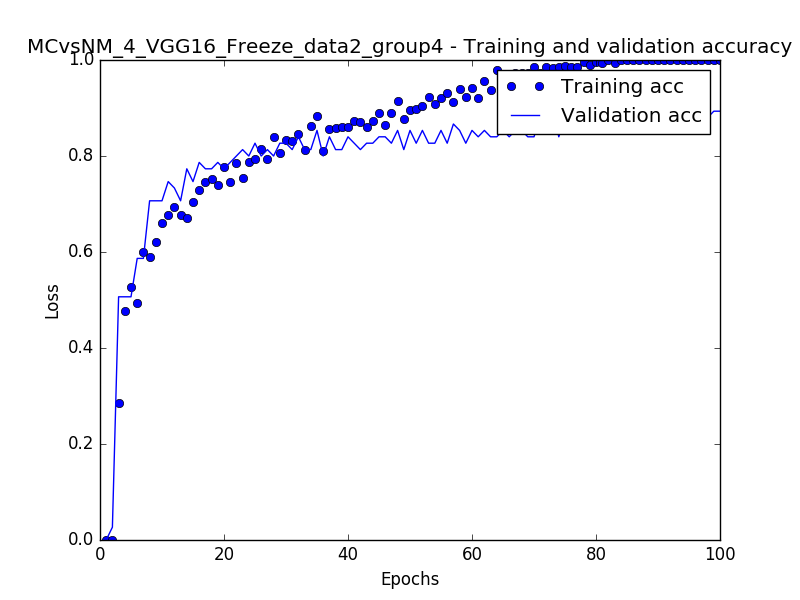 MCvsNM_4_VGG16_Freeze_data2_group4 - Training and validation accuracy
1.0
Training acc
Validation acc
0.8
0.6
Loss
0.4
0.2
0.0
0 20 40 60 80 100
Epochs